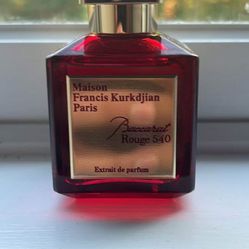 Maison
Francis Kurkdjian
Paris
Baccarat
Rouge 540
Extrait de parfum